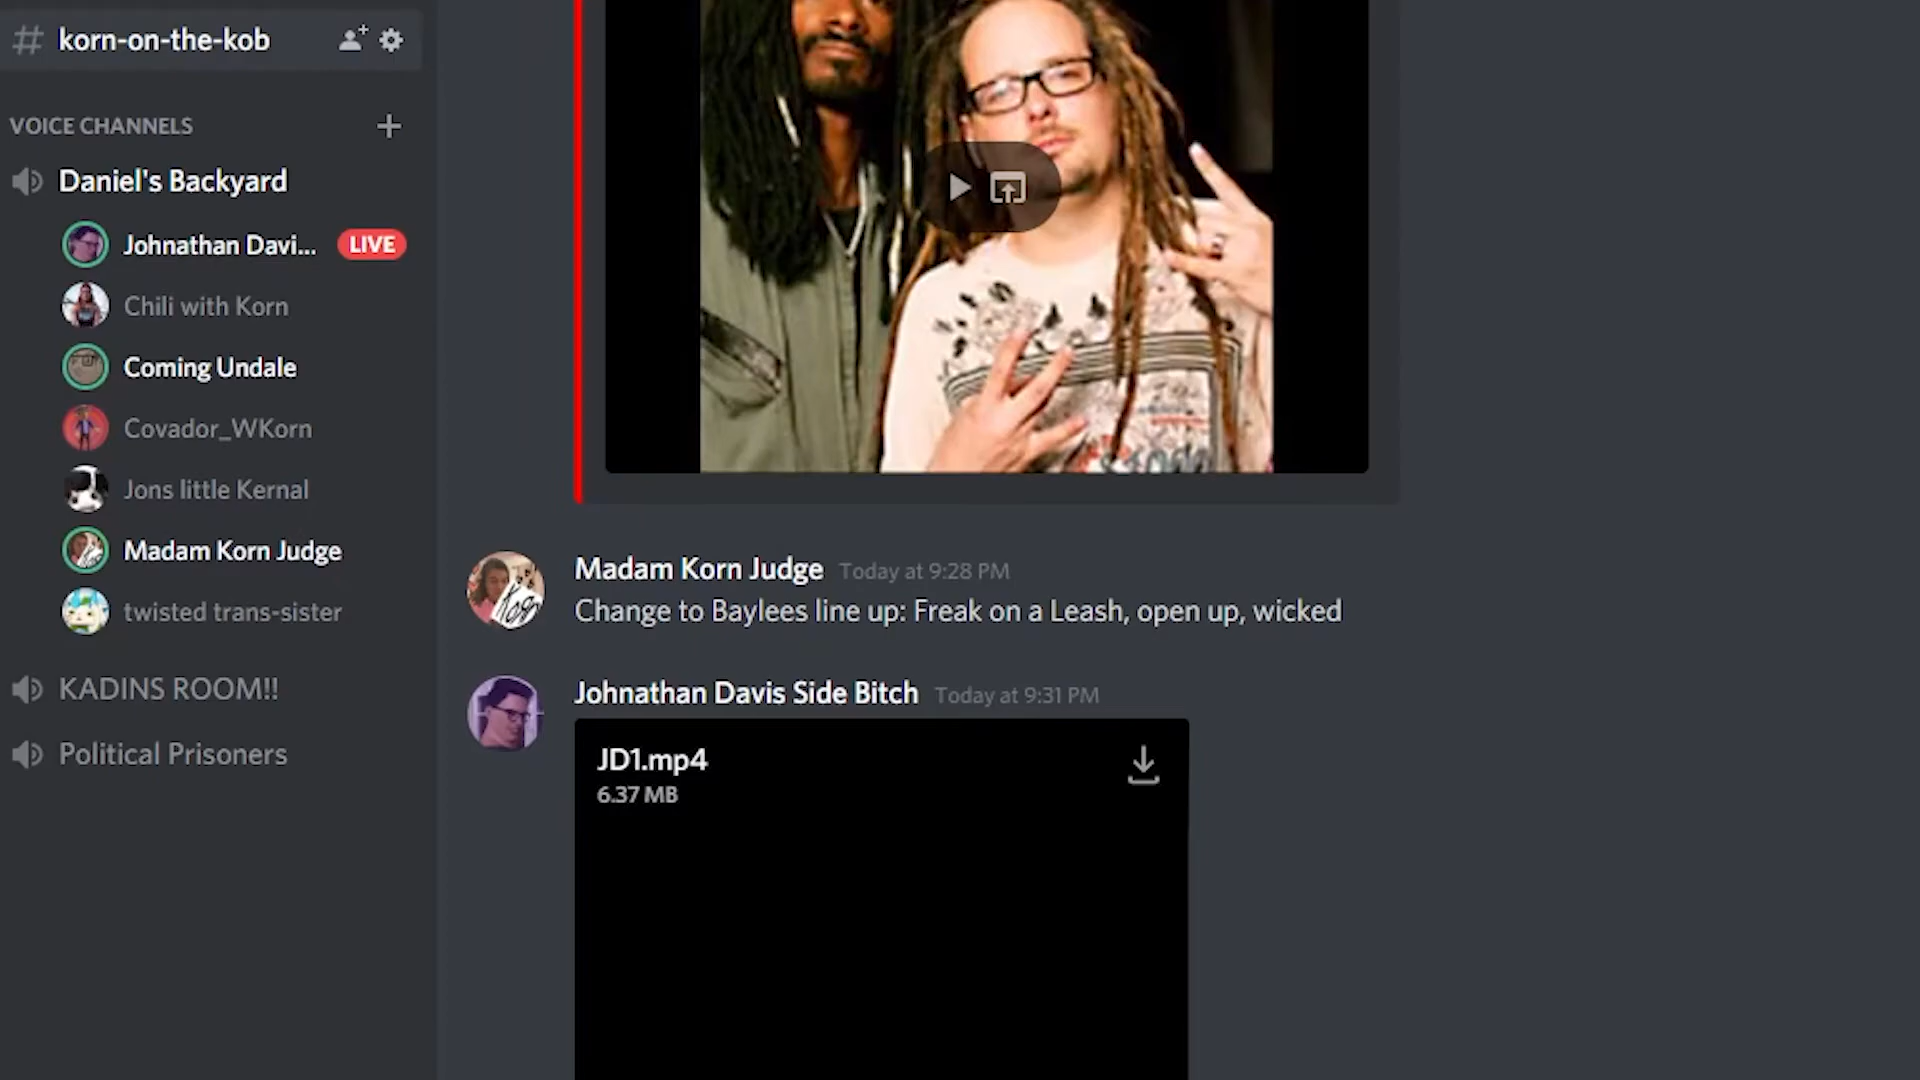 korn-on-the-kob
VOICE CHANNELS
Daniel's Backyard
Johnathan Davi... LIVE
Chili with Korn
Coming Undale
Covador_WKorn
Jons little Kernal
Madam Korn Judge
twisted trans-sister
KADINS ROOM!!
Political Prisoners
Madam Korn Judge Today at 9:28 PM
Change to Baylees line up: Freak on a Leash, open up, wicked
Johnathan Davis Side Bitch Today at 9:31 PM
JD1.mp4
6.37 MB
Korn